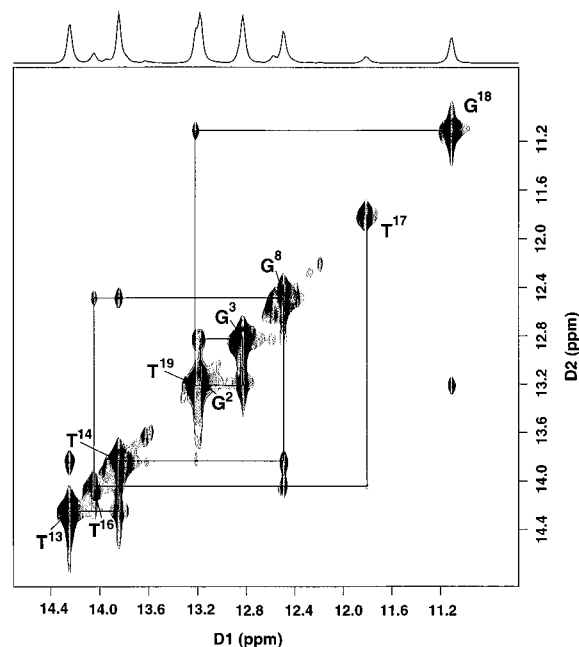 G18
11.2
11.6
T17
12.0
G8
12.4
G3
12.8
D2 (ppm)
T19
G2
13.2
13.6
T14
14.0
T13
T16
14.4
14.4 14.0 13.6 13.2 12.8 12.4 12.0 11.6 11.2
D1 (ppm)